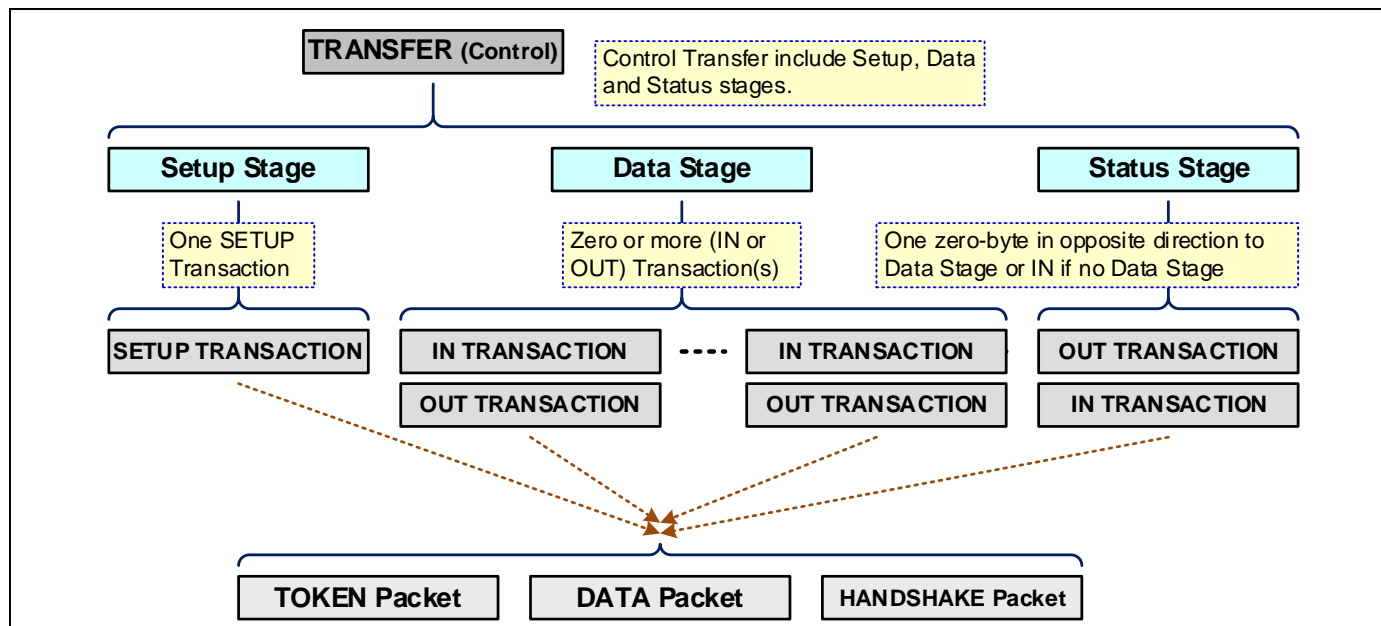 TRANSFER (Control)
Control Transfer include Setup, Data
and Status stages.
Setup Stage
Data Stage
Status Stage
One SETUP
Transaction
Zero or more (IN or
OUT) Transaction(s)
One zero-byte in opposite direction to
Data Stage or IN if no Data Stage
SETUP TRANSACTION
IN TRANSACTION
IN TRANSACTION
OUT TRANSACTION
OUT TRANSACTION
OUT TRANSACTION
IN TRANSACTION
TOKEN Packet
DATA Packet
HANDSHAKE Packet